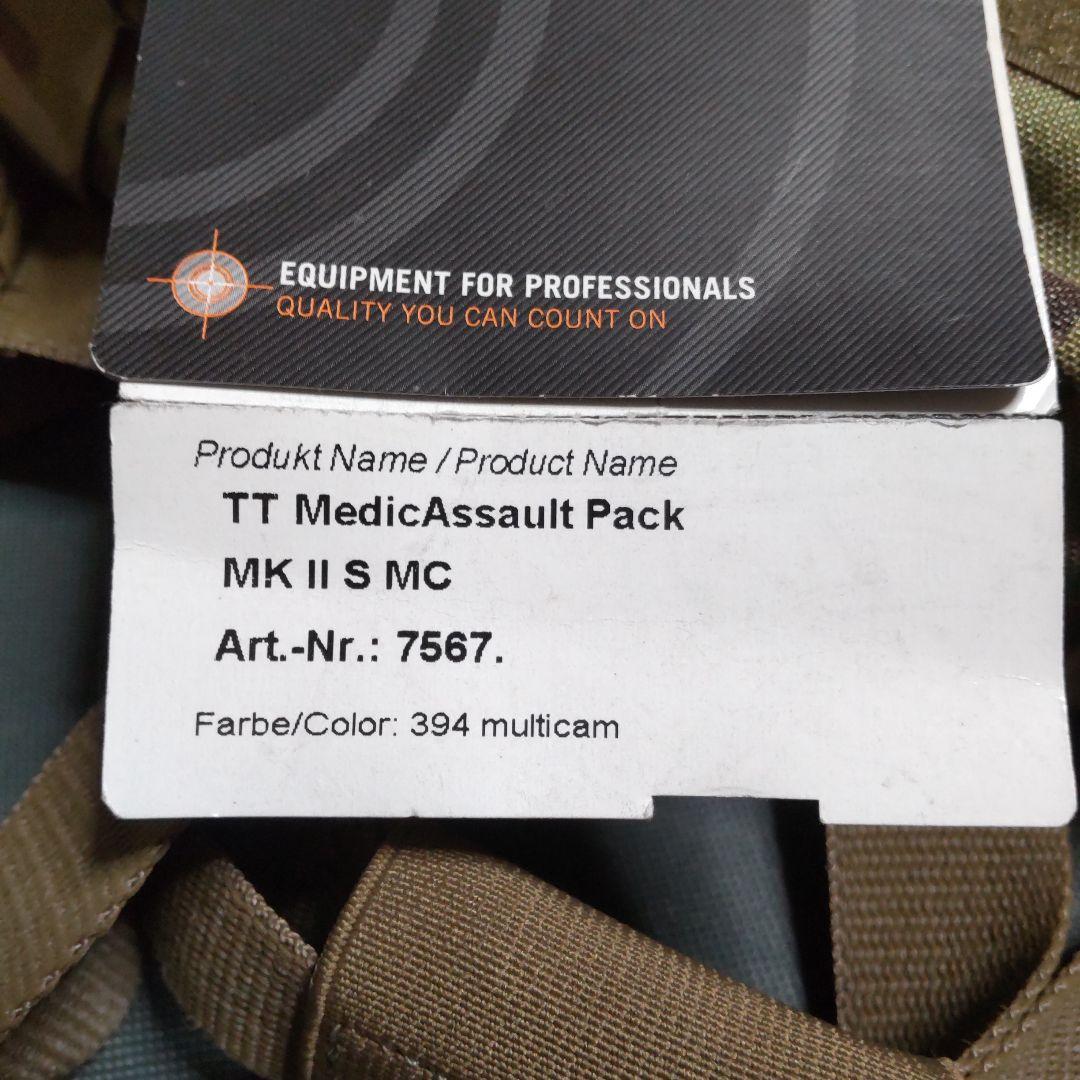 EQUIPMENT FOR PROFESSIONALS
QUALITY YOU CAN COUNT ON
Produkt Name / Product Name
TT MedicAssault Pack
MK II S MC
Art.-Nr.: 7567.
Farbe/Color: 394 multicam